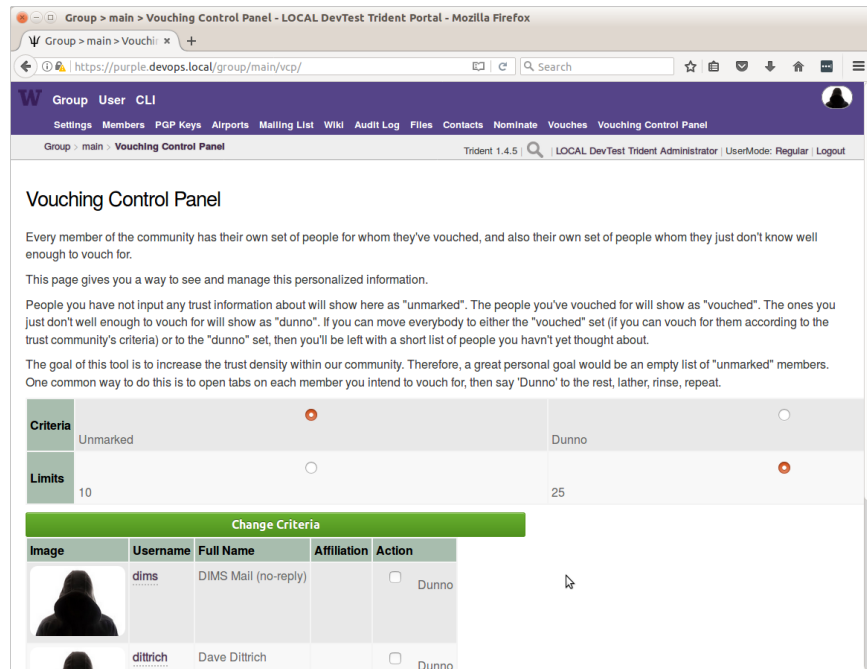 Group > main > Vouching Control Panel - LOCAL DevTest Trident Portal - Mozilla Firefox
Group > main > Vouchin
https://purple.devops.local/group/main/vcp/
Search
W Group User CLI
Settings Members PGP Keys Airports Mailing List Wiki Audit Log Files Contacts Nominate Vouches Vouching Control Panel
Group > main > Vouching Control Panel
Trident 1.4.5 | | LOCAL DevTest Trident Administrator | UserMode: Regular | Logout
Vouching Control Panel
Every member of the community has their own set of people for whom they've vouched, and also their own set of people whom they just don't know well
enough to vouch for.
This page gives you a way to see and manage this personalized information.
People you have not input any trust information about will show here as "unmarked". The people you've vouched for will show as "vouched". The ones you
just don't well enough to vouch for will show as "dunno". If you can move everybody to either the "vouched" set (if you can vouch for them according to the
trust community's criteria) or to the "dunno" set, then you'll be left with a short list of people you havn't yet thought about.
The goal of this tool is to increase the trust density within our community. Therefore, a great personal goal would be an empty list of "unmarked" members.
One common way to do this is to open tabs on each member you intend to vouch for, then say 'Dunno' to the rest, lather, rinse, repeat.
Criteria
Unmarked Dunno
Limits
10 25
Change Criteria
Image Username Full Name Affiliation Action
dims DIMS Mail (no-reply) Dunno
dittrich Dave Dittrich Dunno